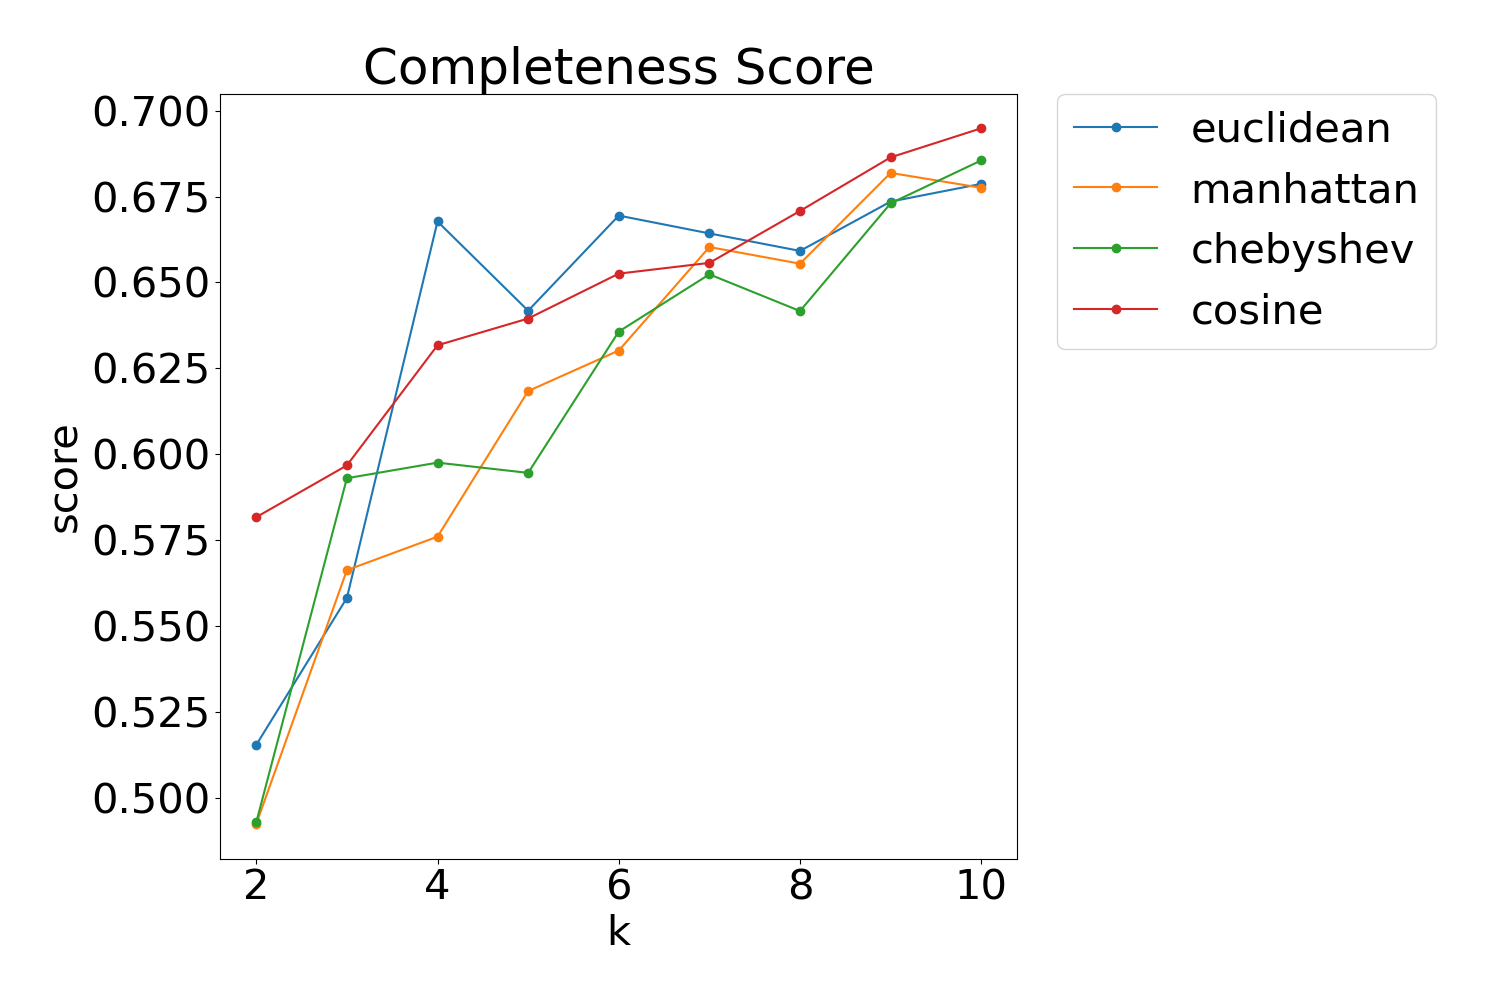 Completeness Score
0.700
0.675
0.650
0.625
0.600
0.575
0.550
0.525
0.500
score
2 4 6 8 10
k
euclidean
manhattan
chebyshev
cosine